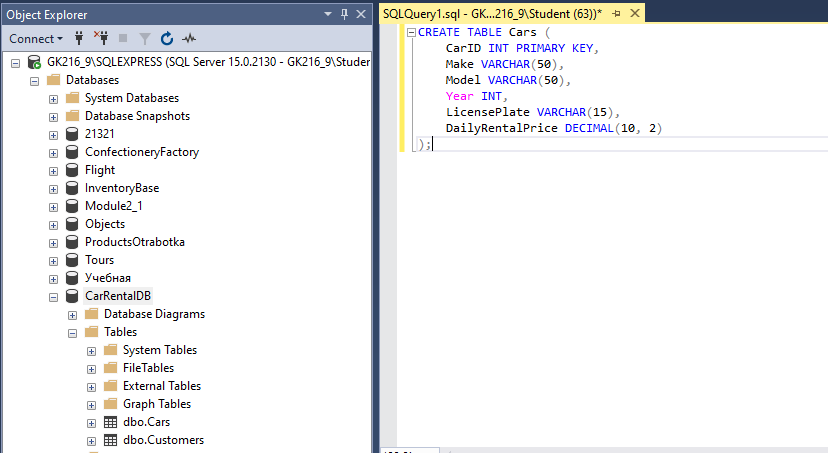 Object Explorer
Connect
GK216_9\SQLEXPRESS (SQL Server 15.0.2130 - GK216_9\Studer
Databases
System Databases
Database Snapshots
21321
ConfectioneryFactory
Flight
InventoryBase
Module2_1
Objects
ProductsOtrabotka
Tours
Учебная
CarRentalDB
Database Diagrams
Tables
System Tables
FileTables
External Tables
Graph Tables
dbo.Cars
dbo.Customers
SQLQuery1.sql - GK...216_9\Student (63))*
CREATE TABLE Cars (
CarID INT PRIMARY KEY,
Make VARCHAR(50),
Model VARCHAR(50),
Year INT,
LicensePlate VARCHAR(15),
DailyRentalPrice DECIMAL(10, 2)
);